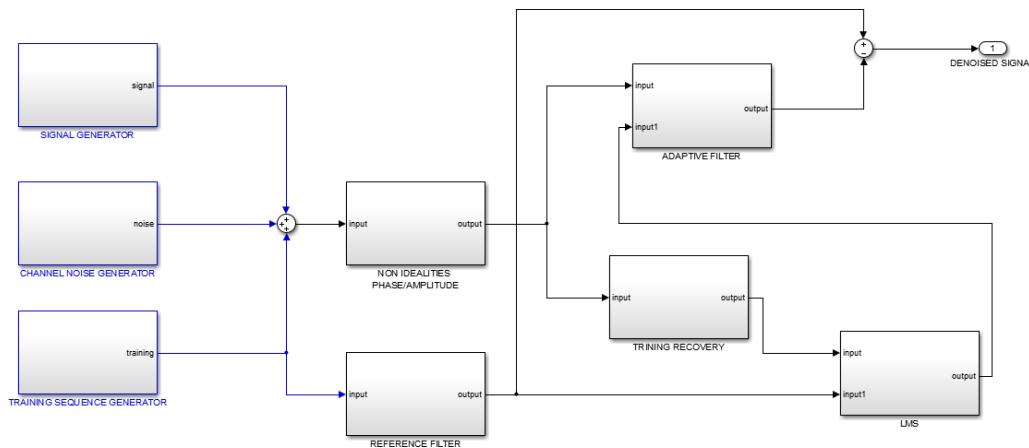 signal
SIGNAL GENERATOR
noise
CHANNEL NOISE GENERATOR
training
TRAINING SEQUENCE GENERATOR
+
+
+
input
output
NON IDEALITIES
PHASE/AMPLITUDE
input
output
REFERENCE FILTER
input
input1
output
ADAPTIVE FILTER
input
output
TRINING RECOVERY
input
input1
output
LMS
+
−
1
DENOISED SIGNAL